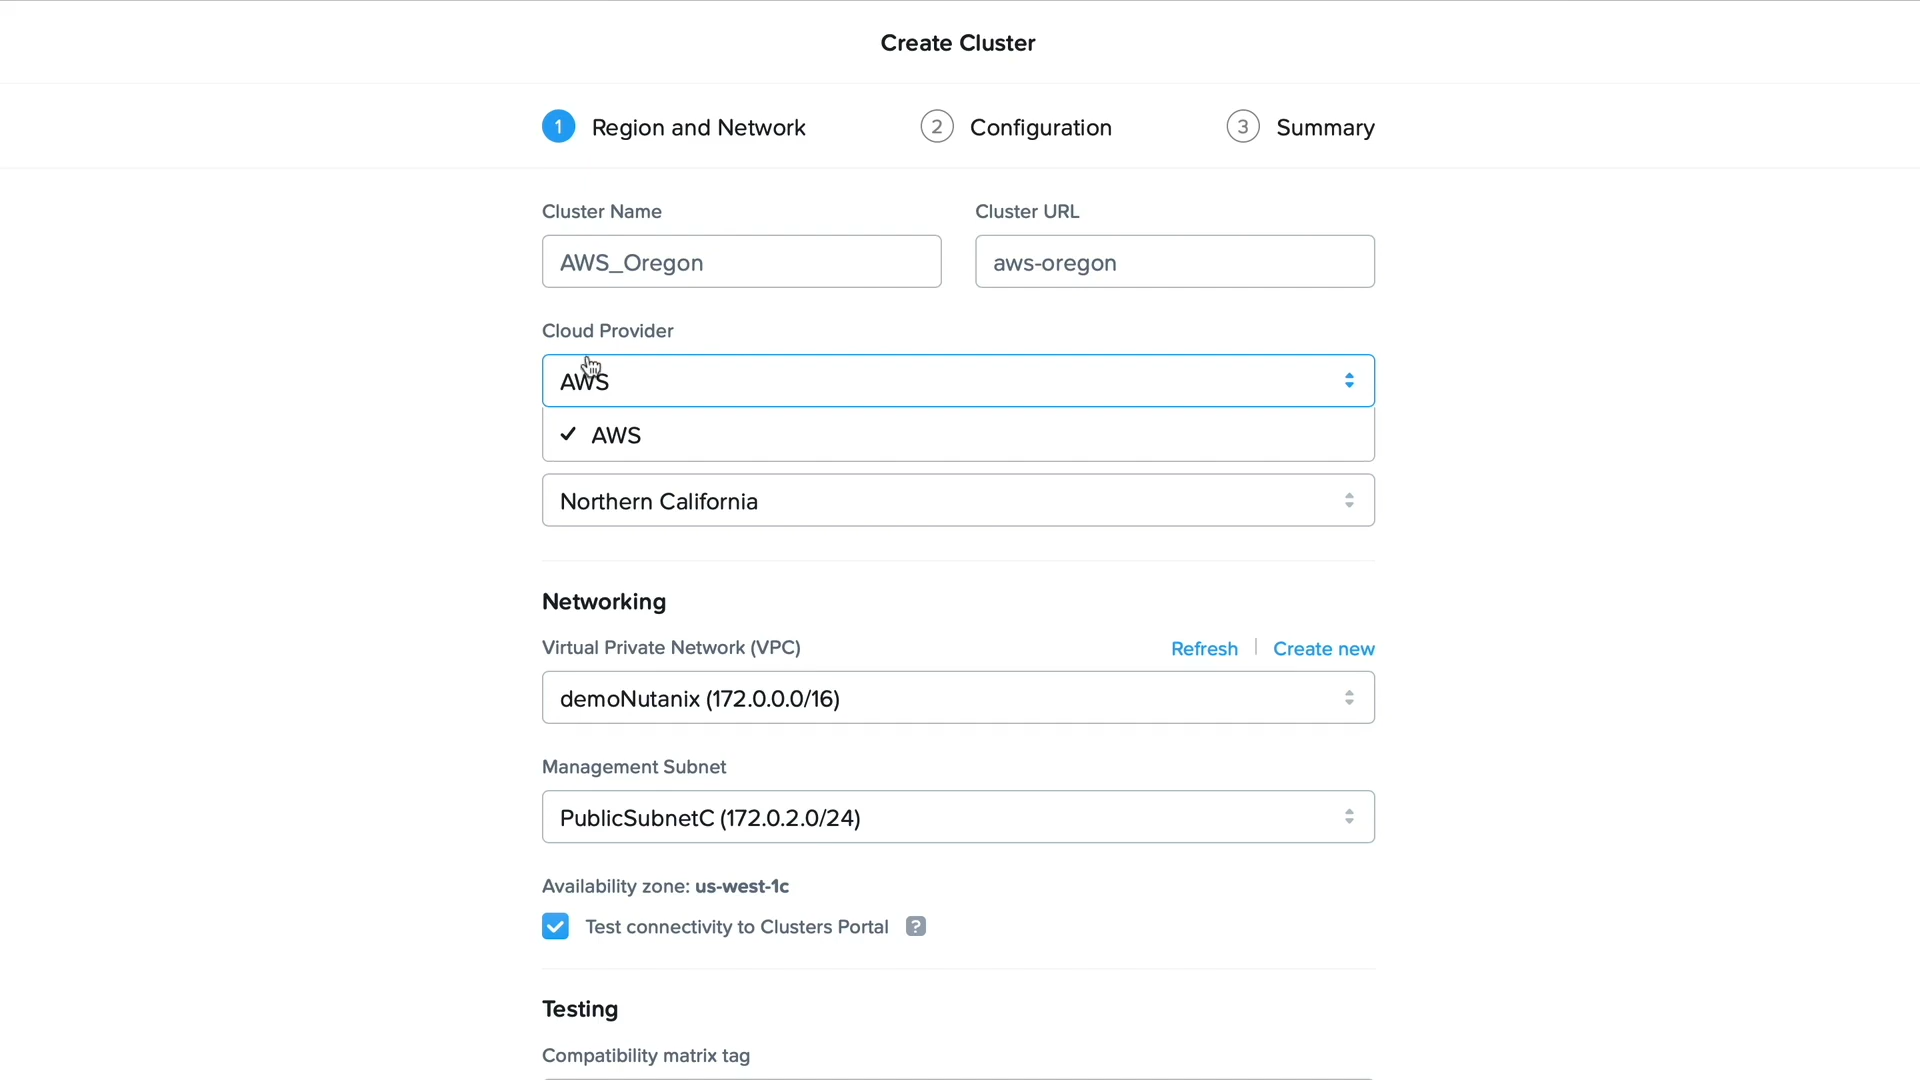 Create Cluster
1 Region and Network
2 Configuration
3 Summary
Cluster Name
Cluster URL
AWS_Oregon
aws-oregon
Cloud Provider
AWS
AWS
Northern California
Networking
Virtual Private Network (VPC)
Refresh | Create new
demoNutanix (172.0.0.0/16)
Management Subnet
PublicSubnetC (172.0.2.0/24)
Availability zone: us-west-1c
Test connectivity to Clusters Portal ?
Testing
Compatibility matrix tag